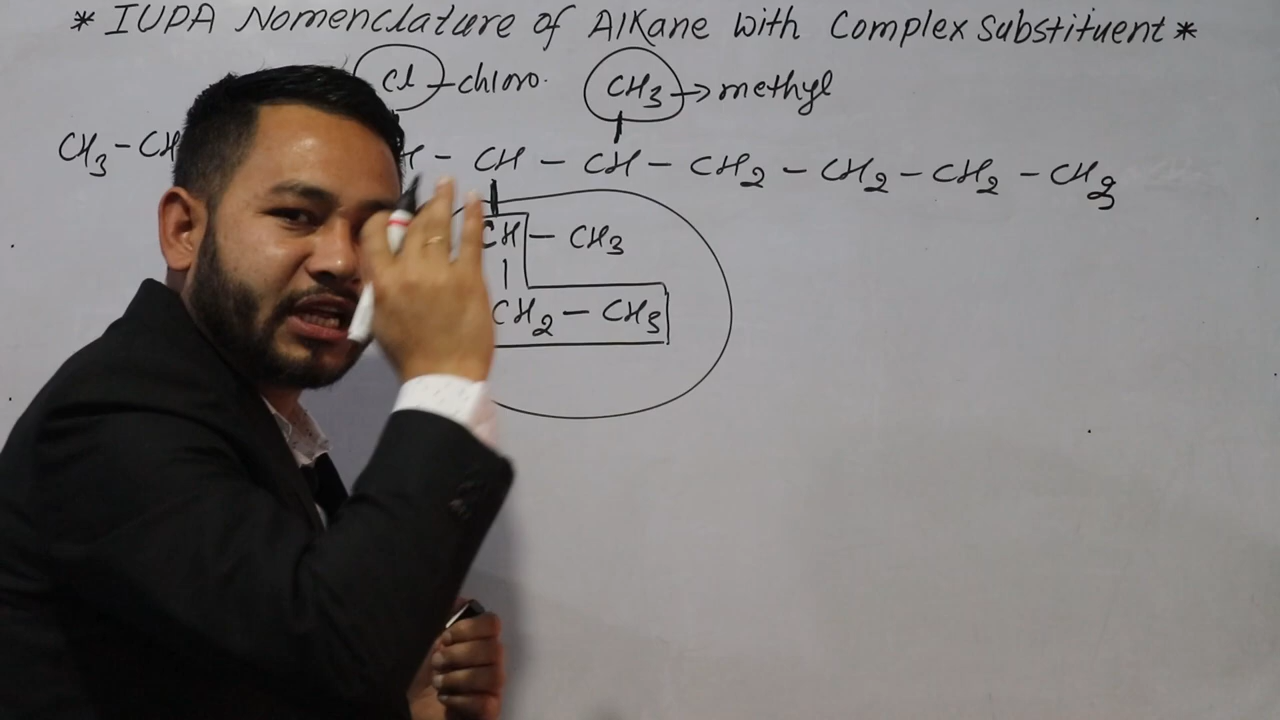 * IUPA Nomenclature of Alkane with Complex Substituent *
Cl - chloro. CH3 -> methyl
CH3 - CH H - CH - CH - CH2 - CH2 - CH2 - CH3
CH - CH3
CH2 - CH3